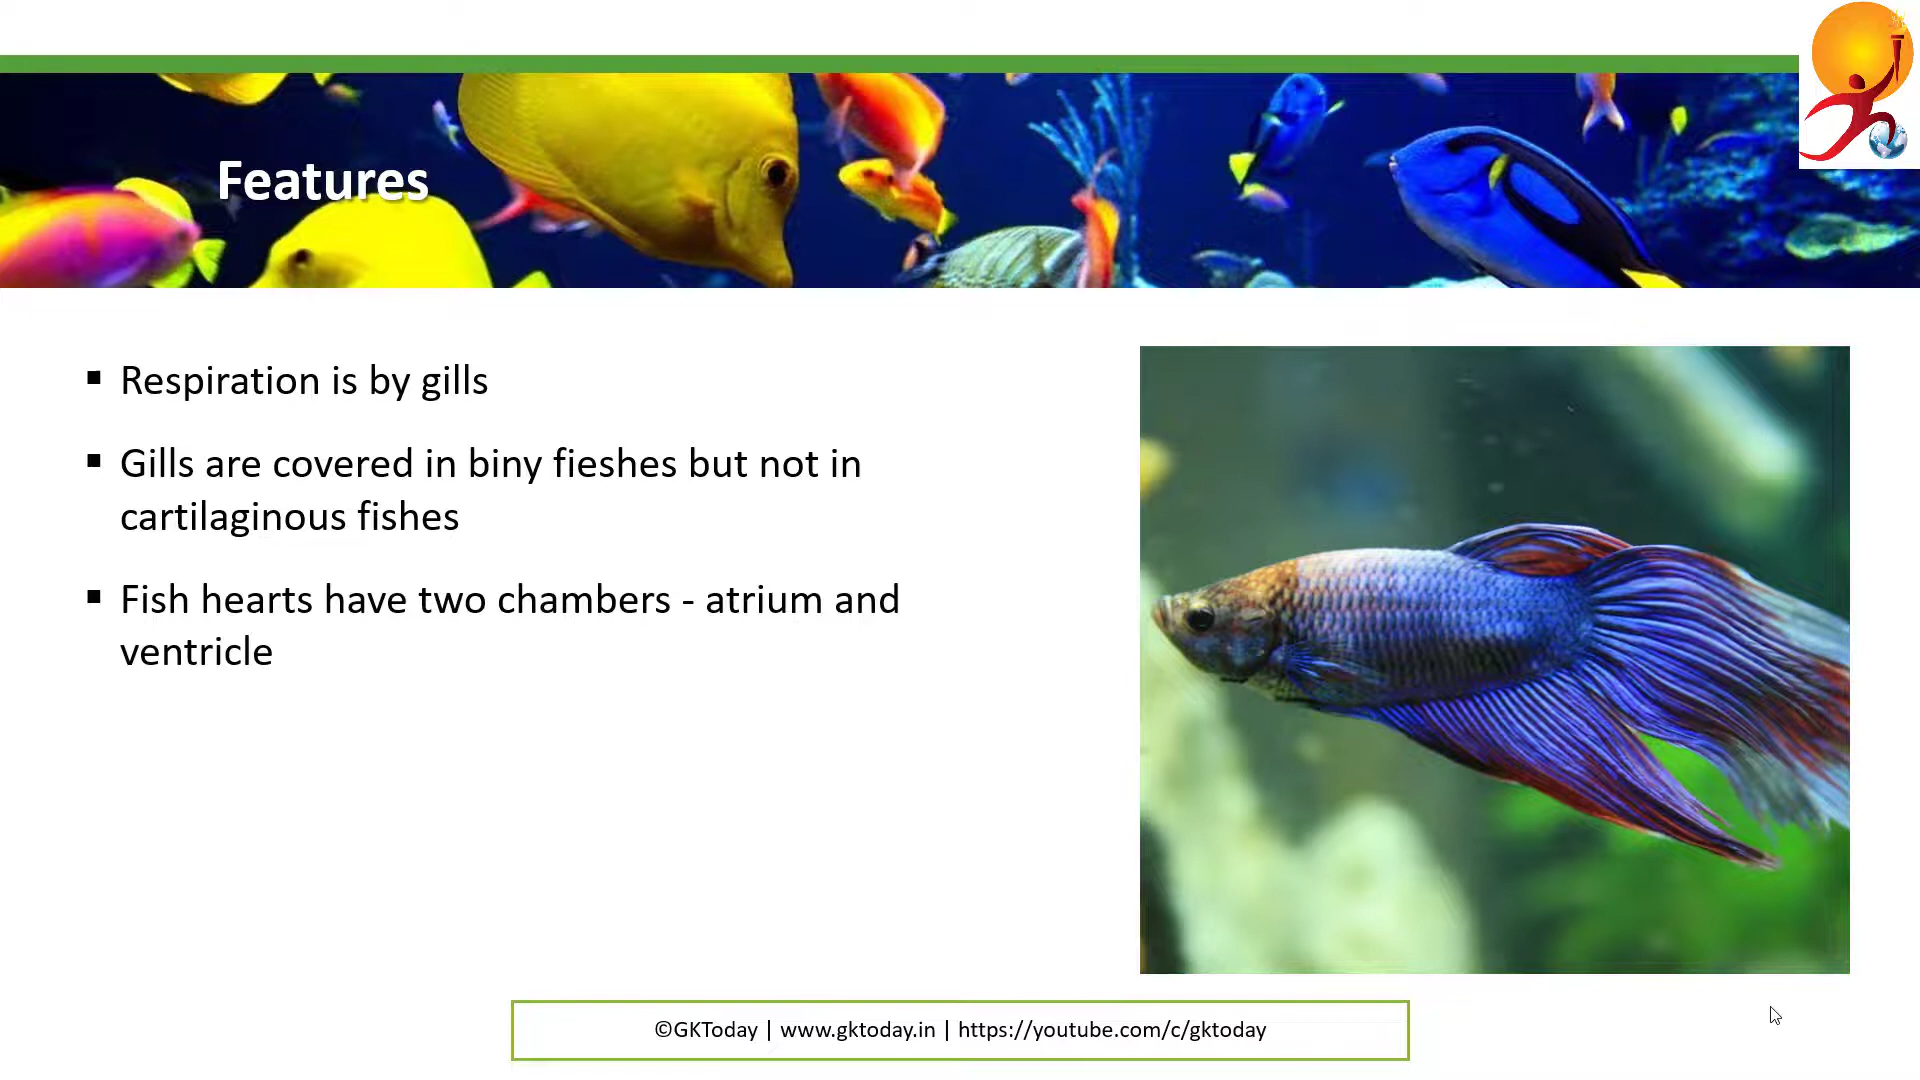 Features
▪ Respiration is by gills
▪ Gills are covered in biny fieshes but not in
cartilaginous fishes
▪ Fish hearts have two chambers - atrium and
ventricle
©GKToday | www.gktoday.in | https://youtube.com/c/gktoday